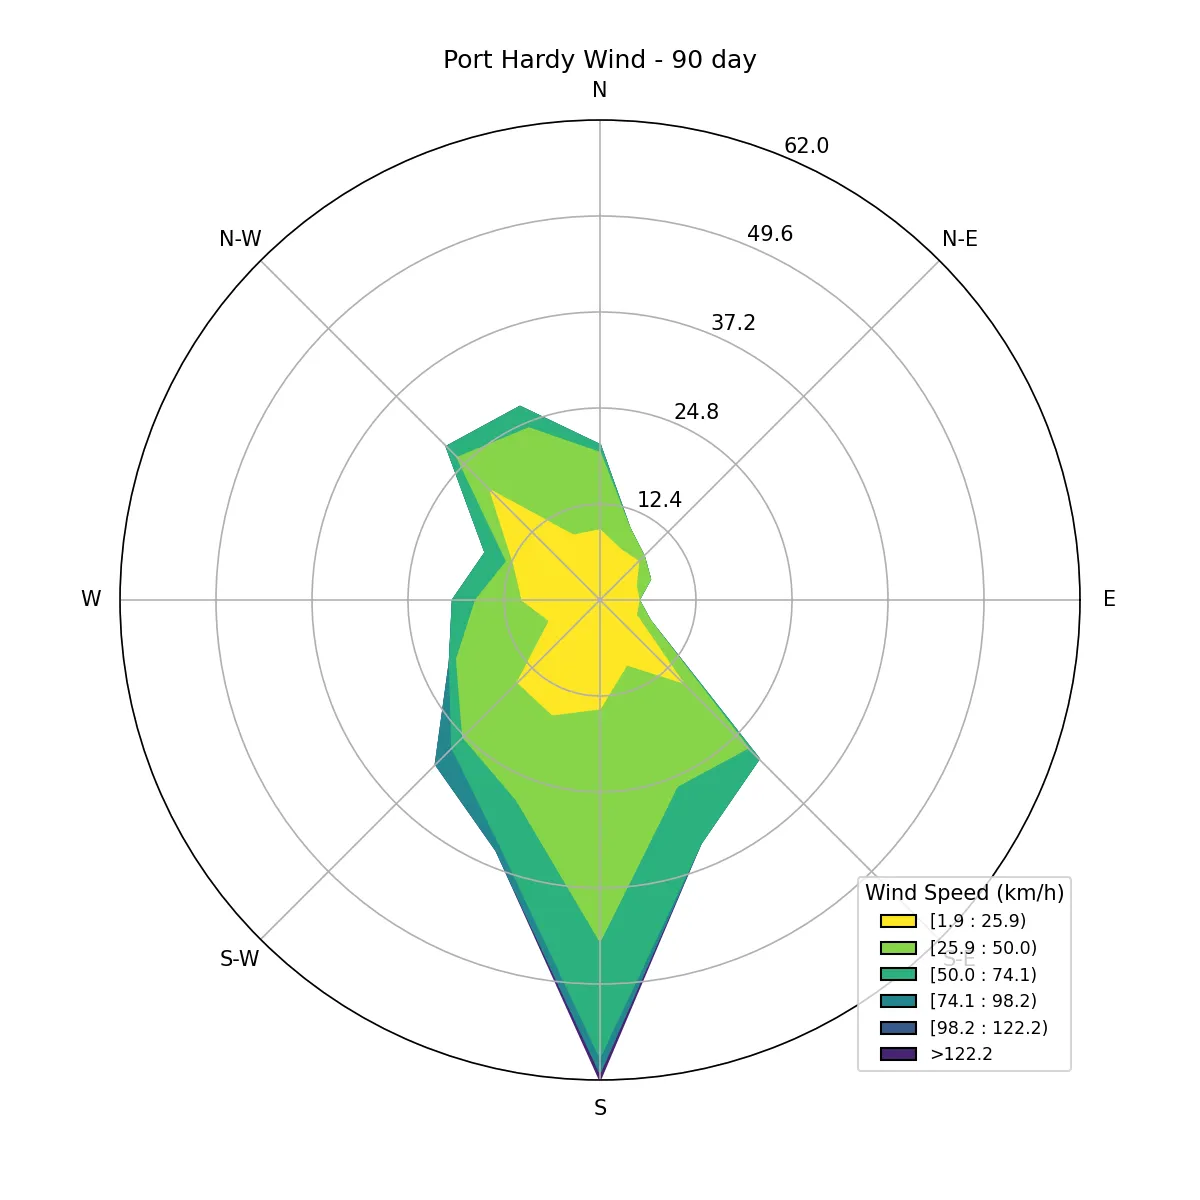 Port Hardy Wind - 90 day
N
62.0
N-W
49.6
N-E
37.2
24.8
12.4
W
E
Wind Speed (km/h)
[1.9 : 25.9)
[25.9 : 50.0)
S-W
S-E
[50.0 : 74.1)
[74.1 : 98.2)
[98.2 : 122.2)
>122.2
S